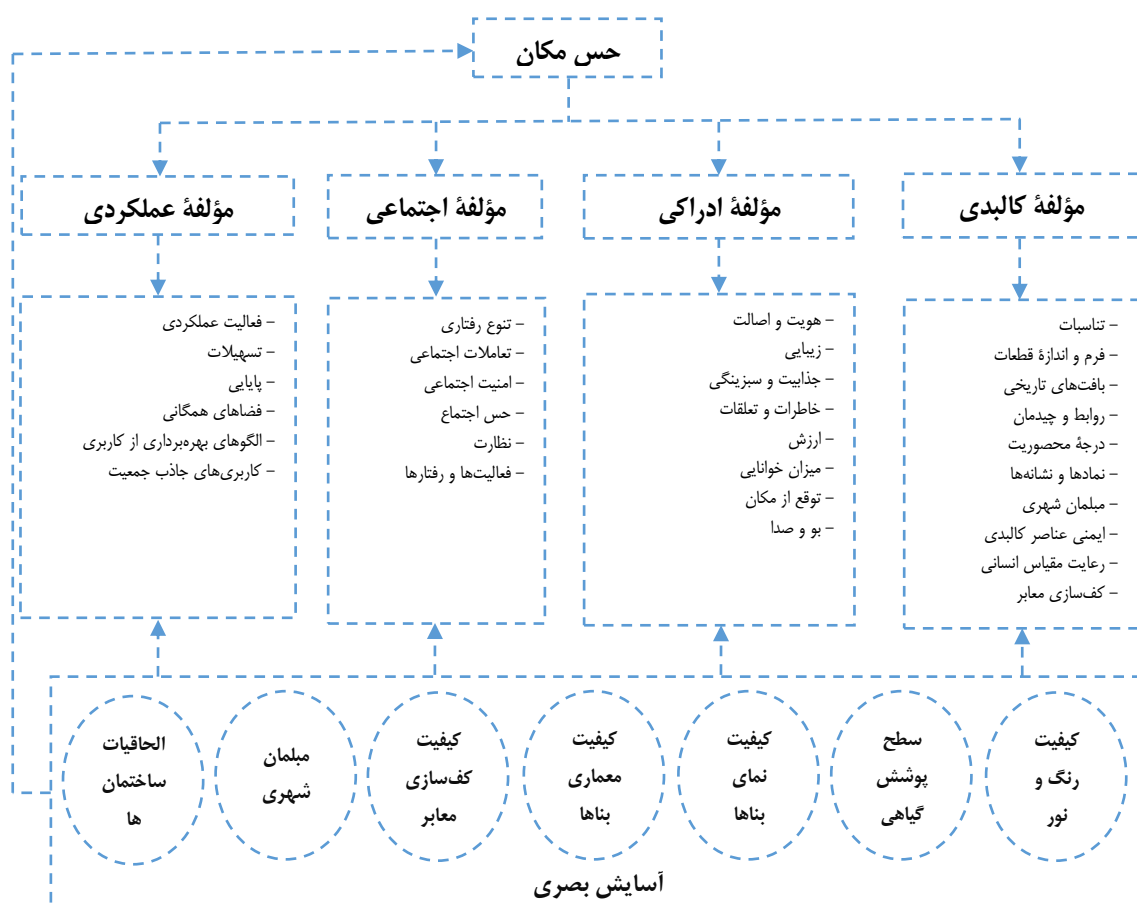 حس مکان
مؤلفهٔ کالبدی
مؤلفهٔ ادراکی
مؤلفهٔ اجتماعی
مؤلفهٔ عملکردی
- تناسبات
- فرم و اندازهٔ قطعات
- بافت‌های تاریخی
- روابط و چیدمان
- درجهٔ محصوریت
- نمادها و نشانه‌ها
- مبلمان شهری
- ایمنی عناصر کالبدی
- رعایت مقیاس انسانی
- کف‌سازی معابر
- هویت و اصالت
- زیبایی
- جذابیت و سبزینگی
- خاطرات و تعلقات
- ارزش
- میزان خوانایی
- توقع از مکان
- بو و صدا
- تنوع رفتاری
- تعاملات اجتماعی
- امنیت اجتماعی
- حس اجتماع
- نظارت
- فعالیت‌ها و رفتارها
- فعالیت عملکردی
- تسهیلات
- پایایی
- فضاهای همگانی
- الگوهای بهره‌برداری از کاربری
- کاربری‌های جاذب جمعیت
کیفیت
رنگ و
نور
سطح
پوشش
گیاهی
کیفیت
نمای
بناها
کیفیت
معماری
بناها
کیفیت
کف‌سازی
معابر
مبلمان
شهری
الحاقیات
ساختمان
ها
آسایش بصری